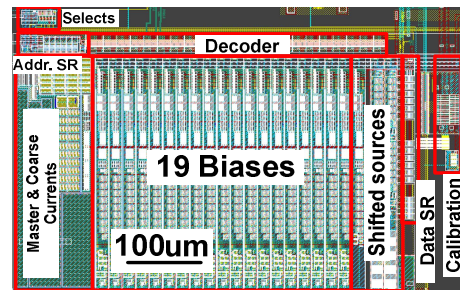 Selects
Decoder
Addr. SR
Master & Coarse
Currents
19 Biases
100um
Shifted sources
Data SR
Calibration